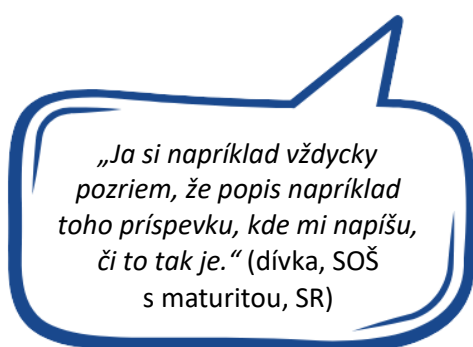 „Ja si napríklad vždycky
pozriem, že popis napríklad
toho príspevku, kde mi napíšu,
či to tak je.“ (dívka, SOŠ
s maturitou, SR)